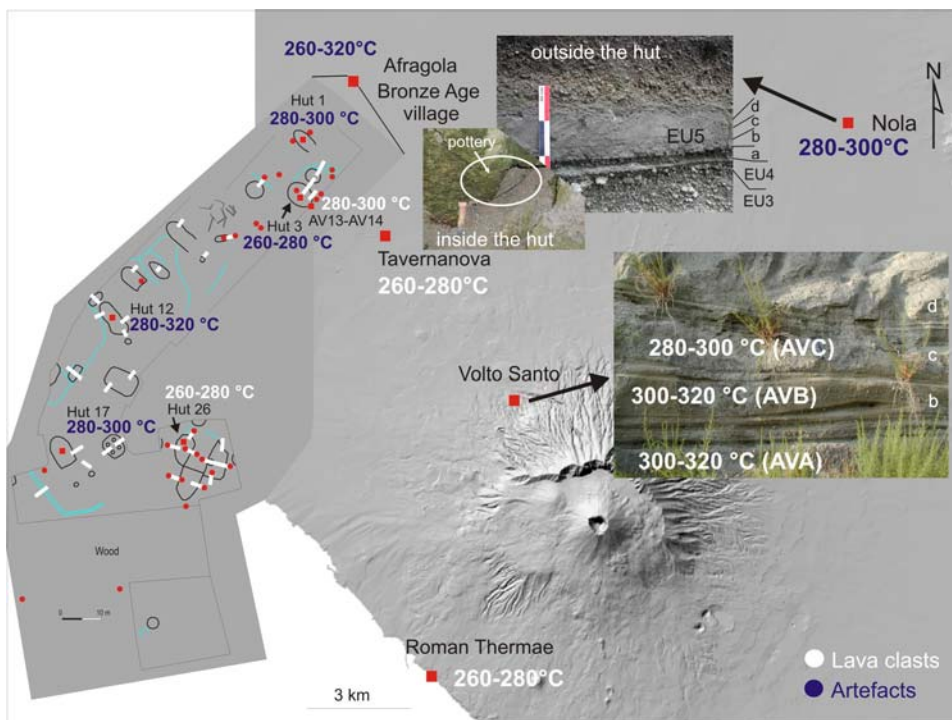 260-320°C
Afragola
Bronze Age
village
Hut 1
280-300 °C
280-300 °C
AV13-AV14
Hut 3
260-280 °C
Hut 12
280-320 °C
260-280 °C
Hut 26
Hut 17
280-300 °C
Wood
0 10 m
outside the hut
EU5
d
c
b
a
EU4
EU3
pottery
inside the hut
N
Nola
280-300°C
Tavernanova
260-280°C
Volto Santo
d
280-300 °C (AVC)
c
300-320 °C (AVB)
b
300-320 °C (AVA)
Roman Thermae
260-280°C
3 km
Lava clasts
Artefacts